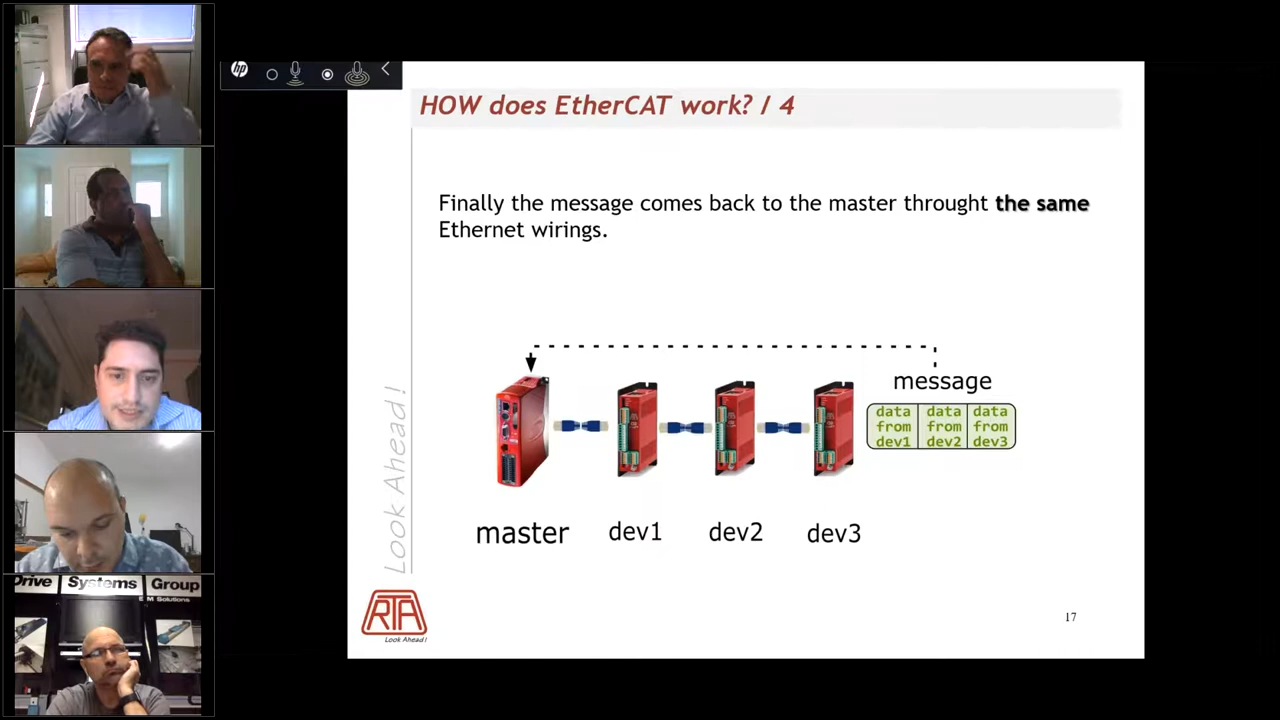 hp
HOW does EtherCAT work? / 4
Finally the message comes back to the master throught the same
Ethernet wirings.
message
data from dev1
data from dev2
data from dev3
master
dev1
dev2
dev3
Look Ahead!
RTA
Look Ahead!
17
Drive Systems Group